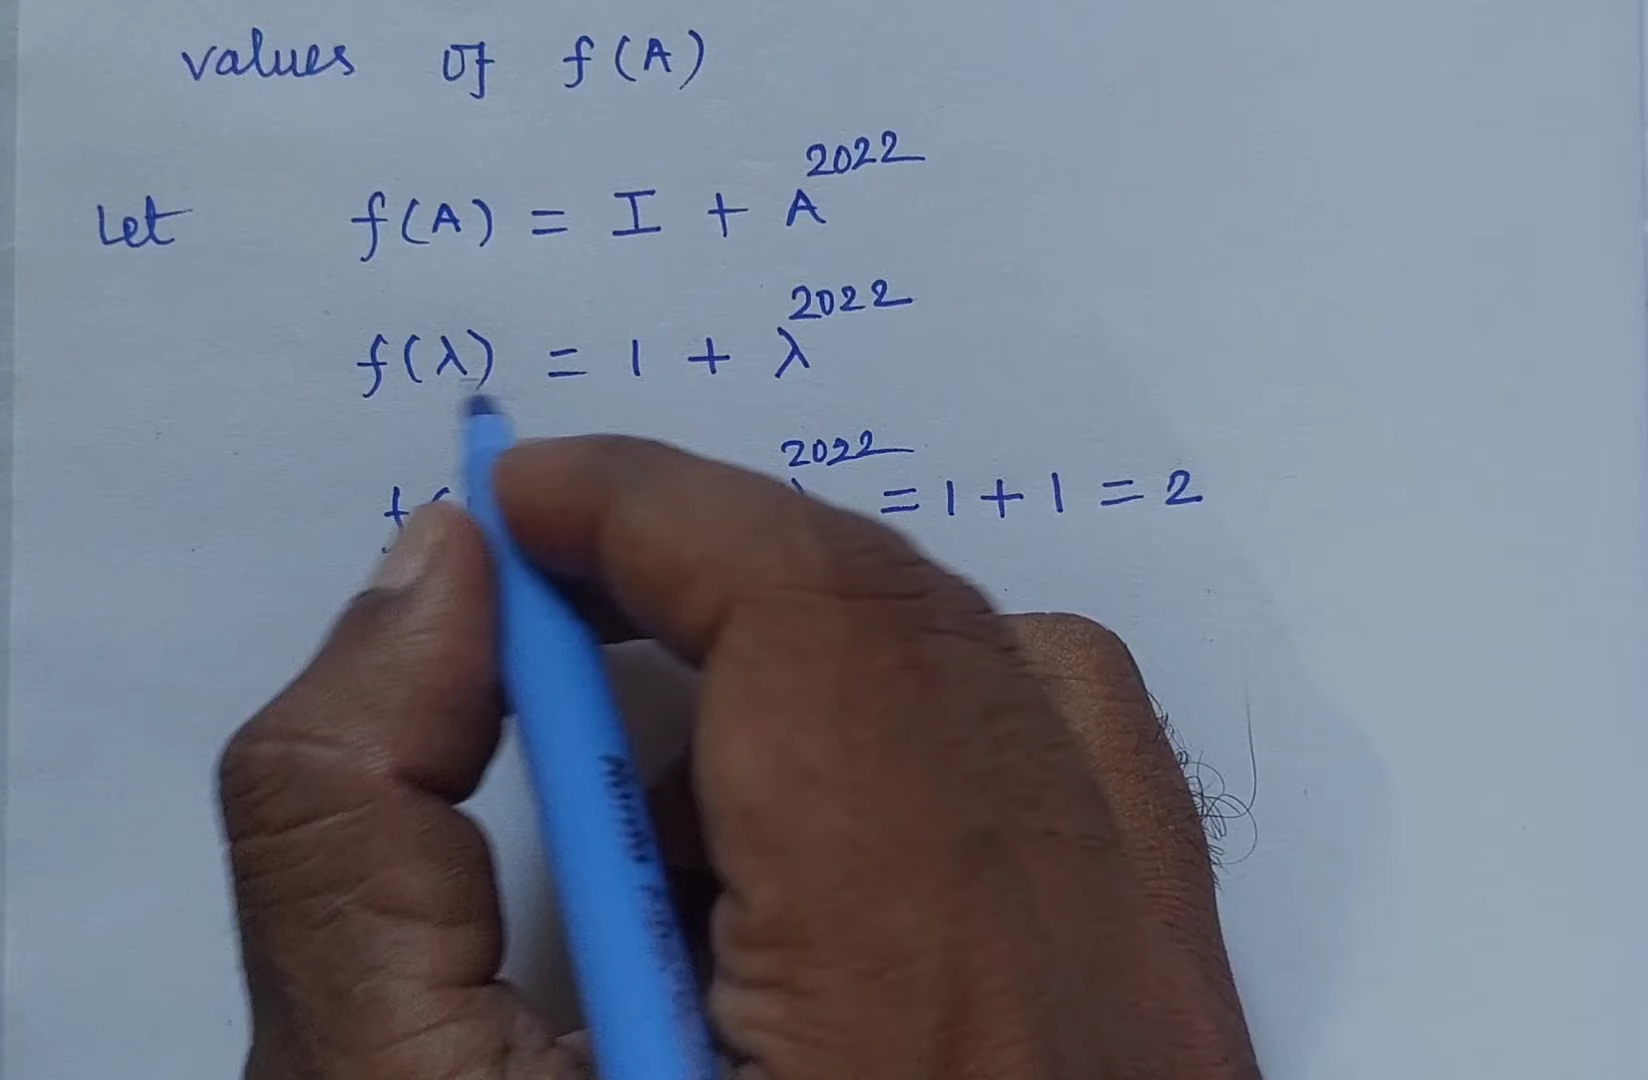 values of f(A)
Let f(A) = I + A^2022
f(λ) = 1 + λ^2022
2022 = 1 + 1 = 2